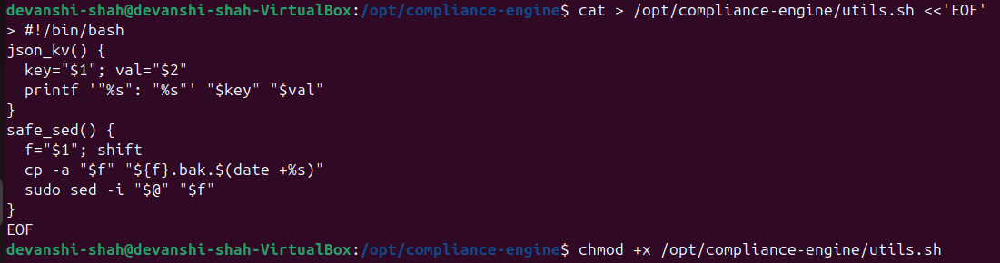 devanshi-shah@devanshi-shah-VirtualBox:/opt/compliance-engine$ cat > /opt/compliance-engine/utils.sh <<'EOF'
> #!/bin/bash
json_kv() {
  key="$1"; val="$2"
  printf '"%s": "%s"' "$key" "$val"
}
safe_sed() {
  f="$1"; shift
  cp -a "$f" "${f}.bak.$(date +%s)"
  sudo sed -i "$@" "$f"
}
EOF
devanshi-shah@devanshi-shah-VirtualBox:/opt/compliance-engine$ chmod +x /opt/compliance-engine/utils.sh